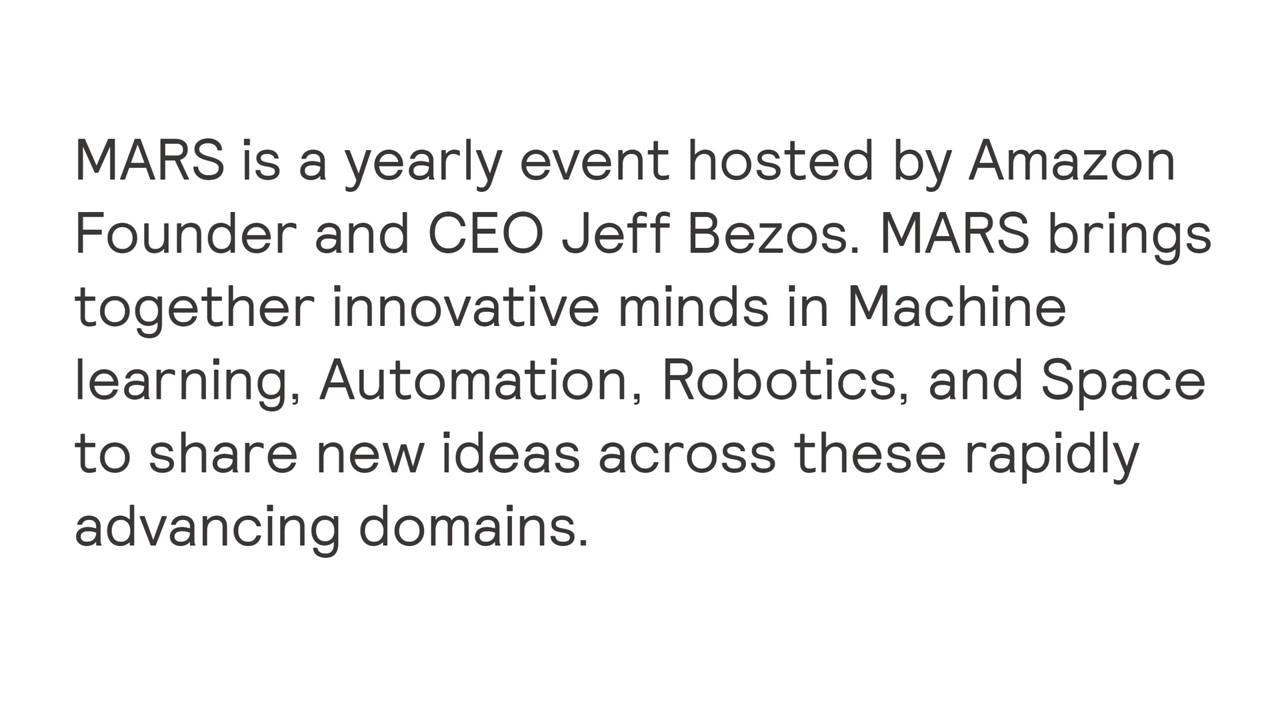 MARS is a yearly event hosted by Amazon
Founder and CEO Jeff Bezos. MARS brings
together innovative minds in Machine
learning, Automation, Robotics, and Space
to share new ideas across these rapidly
advancing domains.